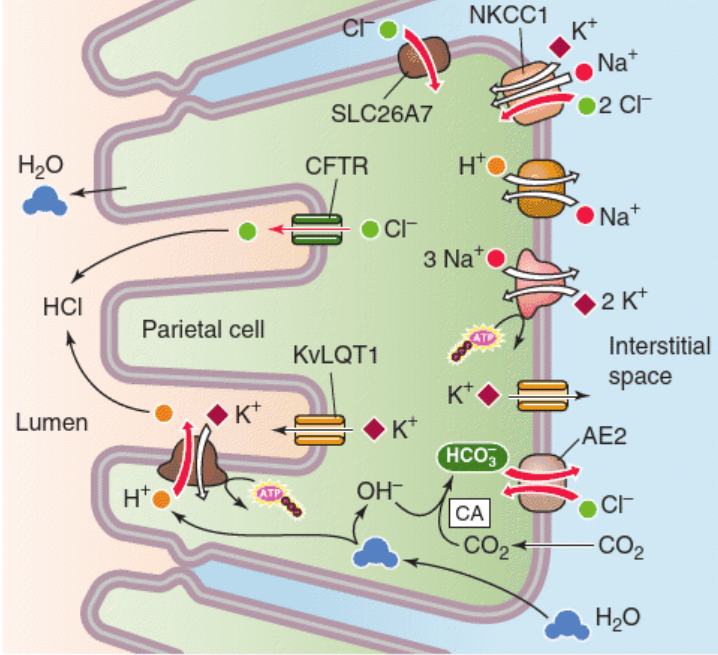 NKCC1
Cl⁻
K⁺
Na⁺
SLC26A7
2 Cl⁻
H₂O
CFTR
H⁺
Cl⁻
Na⁺
3 Na⁺
HCl
2 K⁺
Parietal cell
ATP
KvLQT1
Interstitial
space
K⁺
Lumen
K⁺
K⁺
AE2
HCO₃⁻
H⁺
ATP
OH⁻
CA
Cl⁻
CO₂
CO₂
H₂O